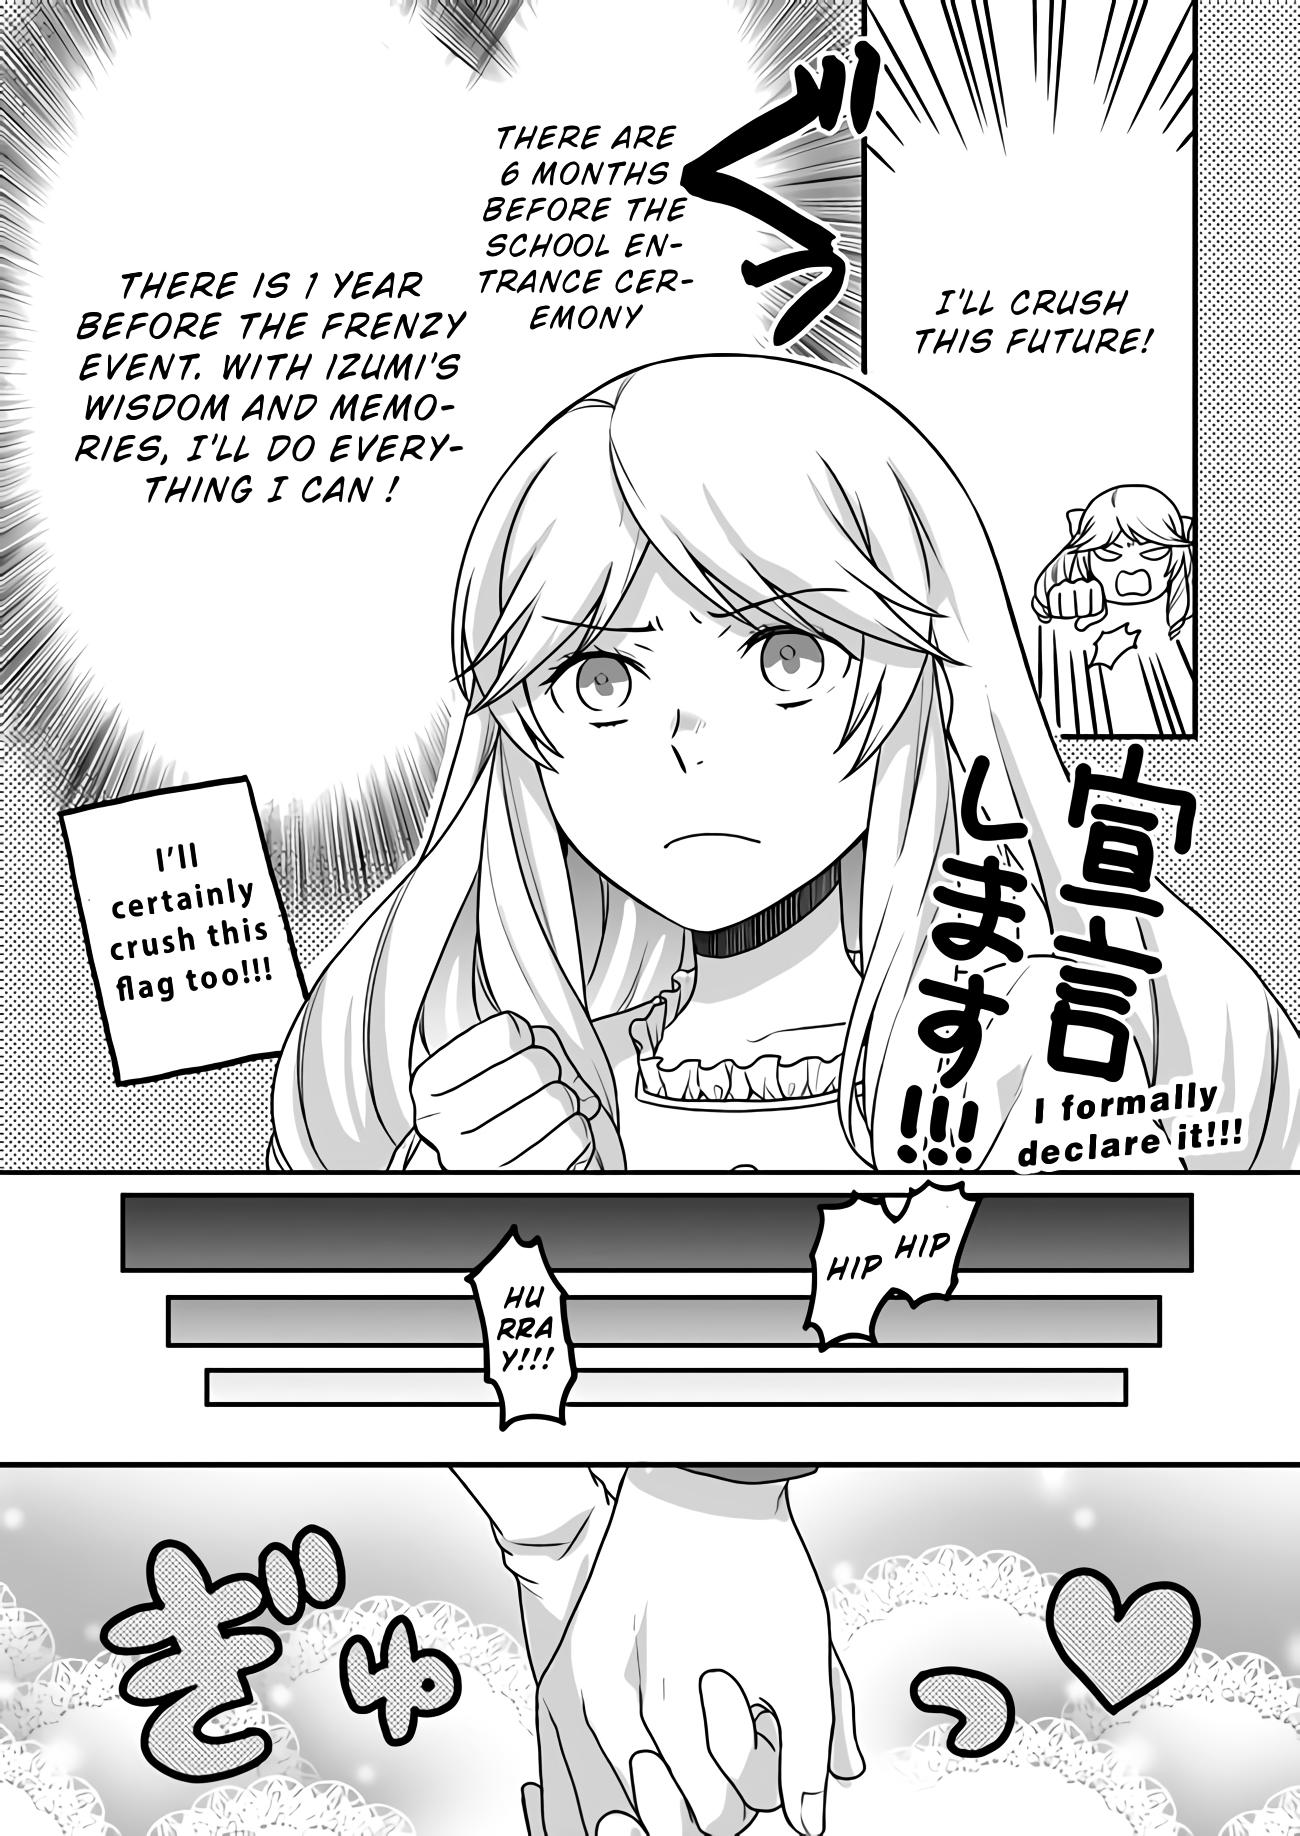 I'LL CRUSH
THIS FUTURE!
グッ
THERE ARE
6 MONTHS
BEFORE THE
SCHOOL EN-
TRANCE CER-
EMONY
THERE IS 1 YEAR
BEFORE THE FRENZY
EVENT. WITH IZUMI'S
WISDOM AND MEMO-
RIES, I'LL DO EVERY-
THING I CAN !
宣言
します!!!
I formally
declare it!!!
I'll
certainly
crush this
flag too!!!
HIP HIP
HU
RRA
Y!!!
ぎゅっ♥